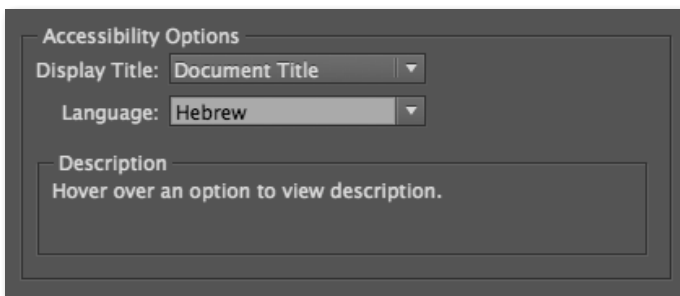 Accessibility Options
Display Title: Document Title
Language: Hebrew
Description
Hover over an option to view description.